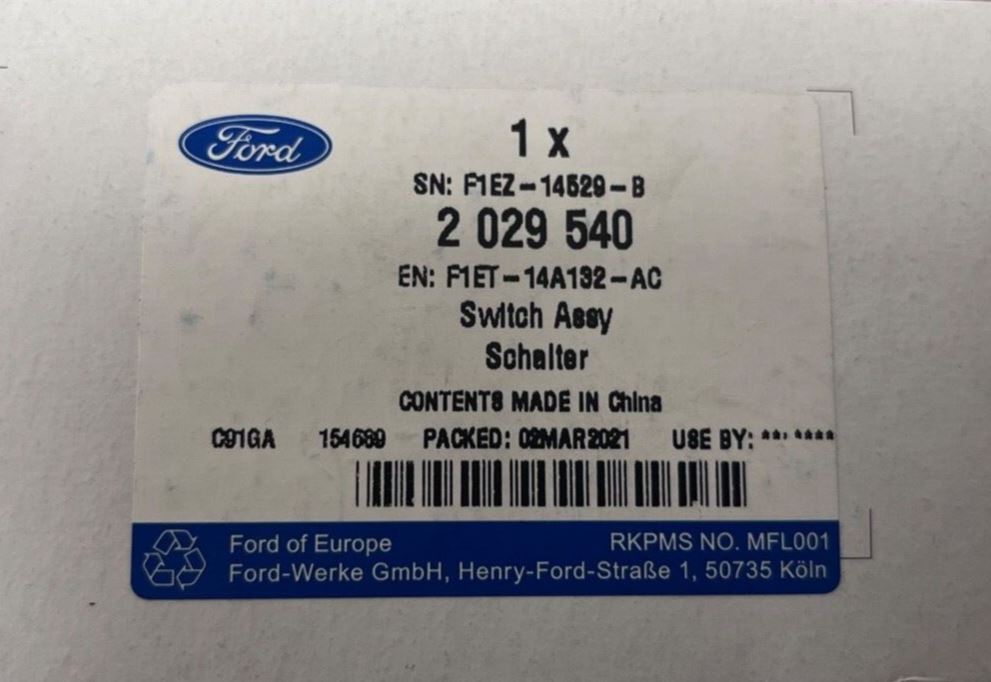 Ford
1 x
SN: F1EZ-14529-B
2 029 540
EN: F1ET-14A132-AC
Switch Assy
Schalter
CONTENTS MADE IN China
C91GA 154689 PACKED: 02MAR2021 USE BY: **' ****
Ford of Europe RKPMS NO. MFL001
Ford-Werke GmbH, Henry-Ford-Straße 1, 50735 Köln